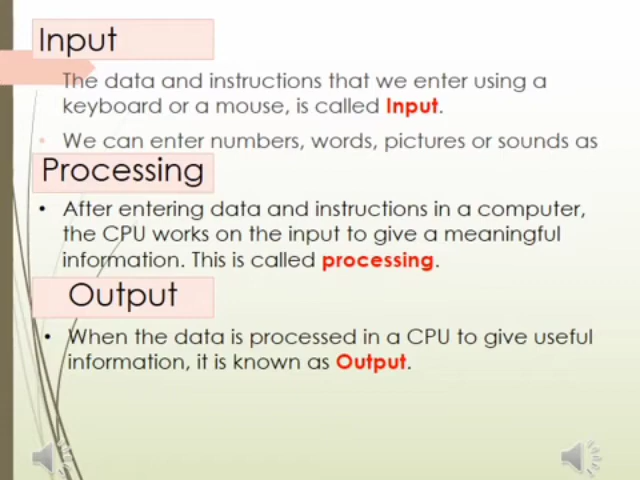 Input
The data and instructions that we enter using a
keyboard or a mouse, is called Input.
• We can enter numbers, words, pictures or sounds as
Processing
• After entering data and instructions in a computer,
the CPU works on the input to give a meaningful
information. This is called processing.
Output
• When the data is processed in a CPU to give useful
information, it is known as Output.